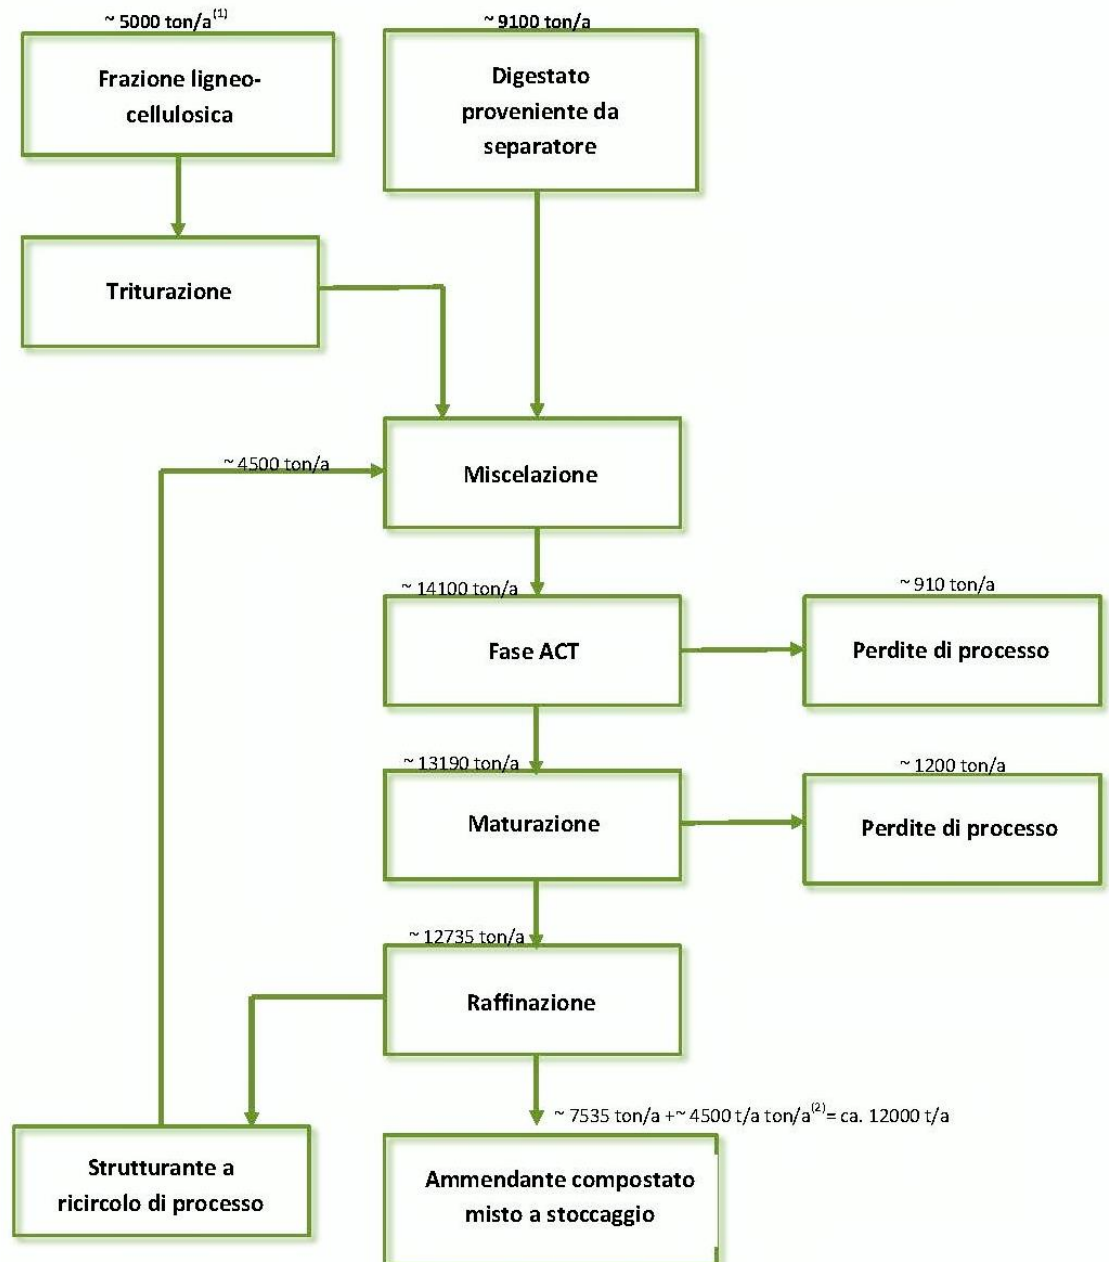 ~ 5000 ton/a(1)
Frazione ligneo-
cellulosica
~ 9100 ton/a
Digestato
proveniente da
separatore
Triturazione
~ 4500 ton/a
Miscelazione
~ 14100 ton/a
Fase ACT
~ 910 ton/a
Perdite di processo
~ 13190 ton/a
Maturazione
~ 1200 ton/a
Perdite di processo
~ 12735 ton/a
Raffinazione
~ 7535 ton/a +~ 4500 t/a ton/a(2)= ca. 12000 t/a
Strutturante a
ricircolo di processo
Ammendante compostato
misto a stoccaggio